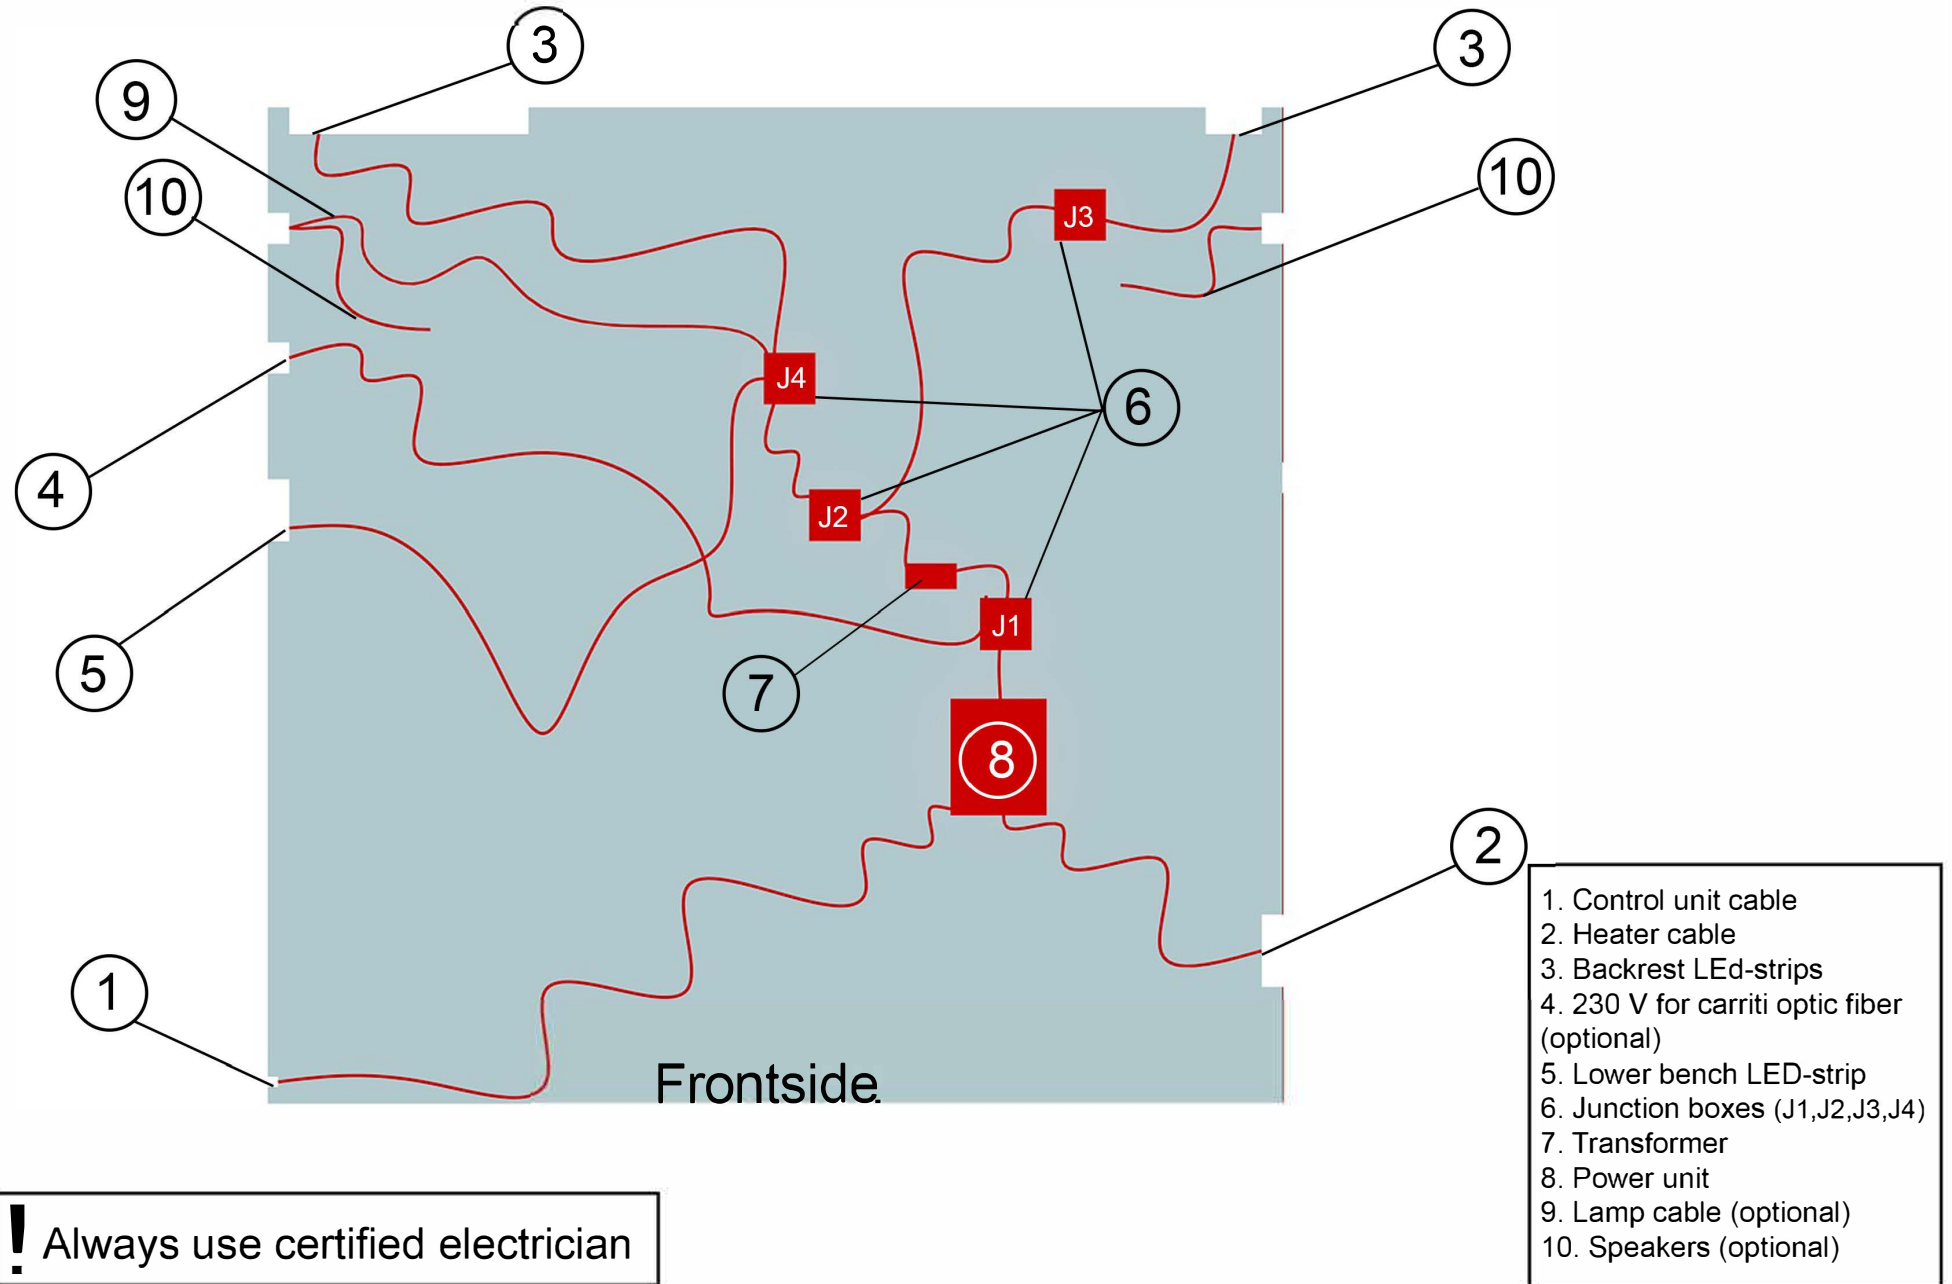 3
3
9
10
10
J3
J4
6
4
J2
J1
5
7
8
2
1
Frontside.
1. Control unit cable
2. Heater cable
3. Backrest LEd-strips
4. 230 V for carriti optic fiber
(optional)
5. Lower bench LED-strip
6. Junction boxes (J1,J2,J3,J4)
7. Transformer
8. Power unit
9. Lamp cable (optional)
10. Speakers (optional)
! Always use certified electrician